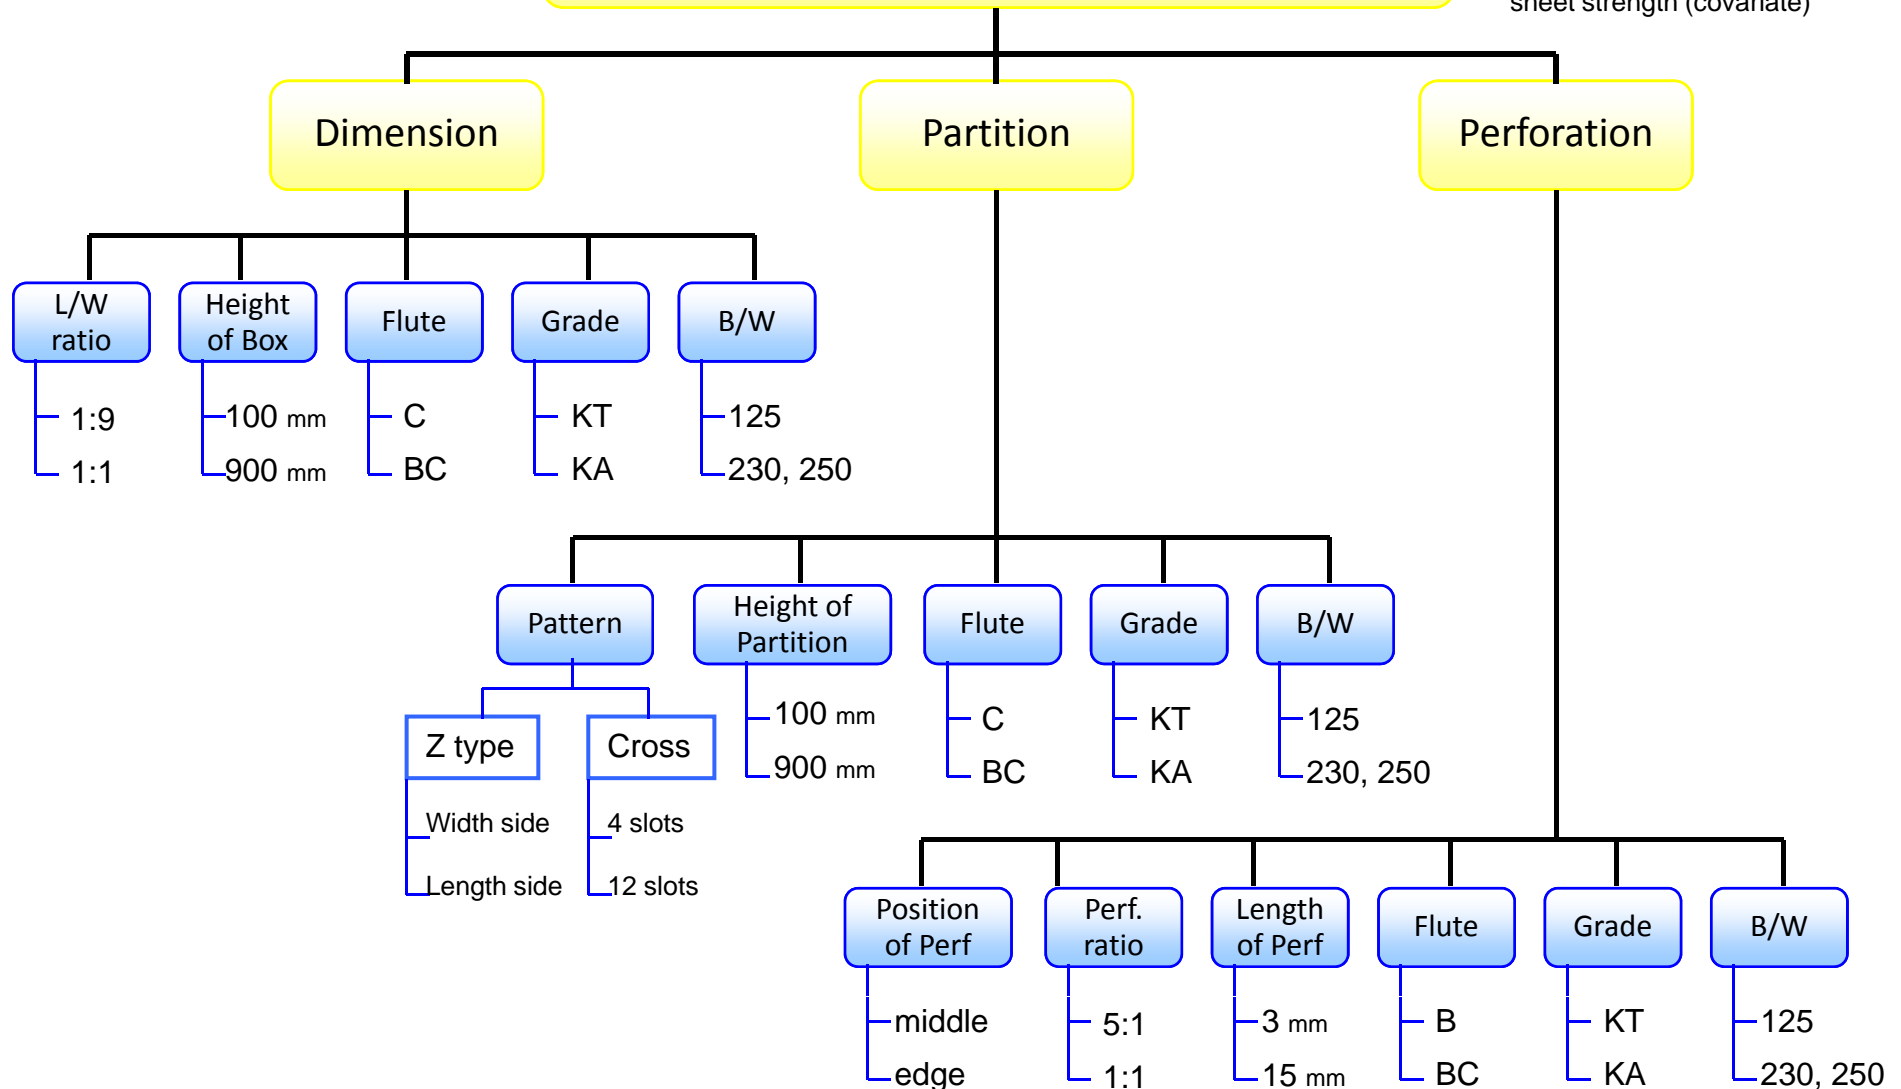 sheet strength (covariate)
Dimension
Partition
Perforation
L/W
ratio
Height
of Box
Flute
Grade
B/W
1:9
100 mm
C
KT
125
1:1
900 mm
BC
KA
230, 250
Pattern
Height of
Partition
Flute
Grade
B/W
Z type
Cross
100 mm
C
KT
125
900 mm
BC
KA
230, 250
Width side
4 slots
Length side
12 slots
Position
of Perf
Perf.
ratio
Length
of Perf
Flute
Grade
B/W
middle
5:1
3 mm
B
KT
125
edge
1:1
15 mm
BC
KA
230, 250